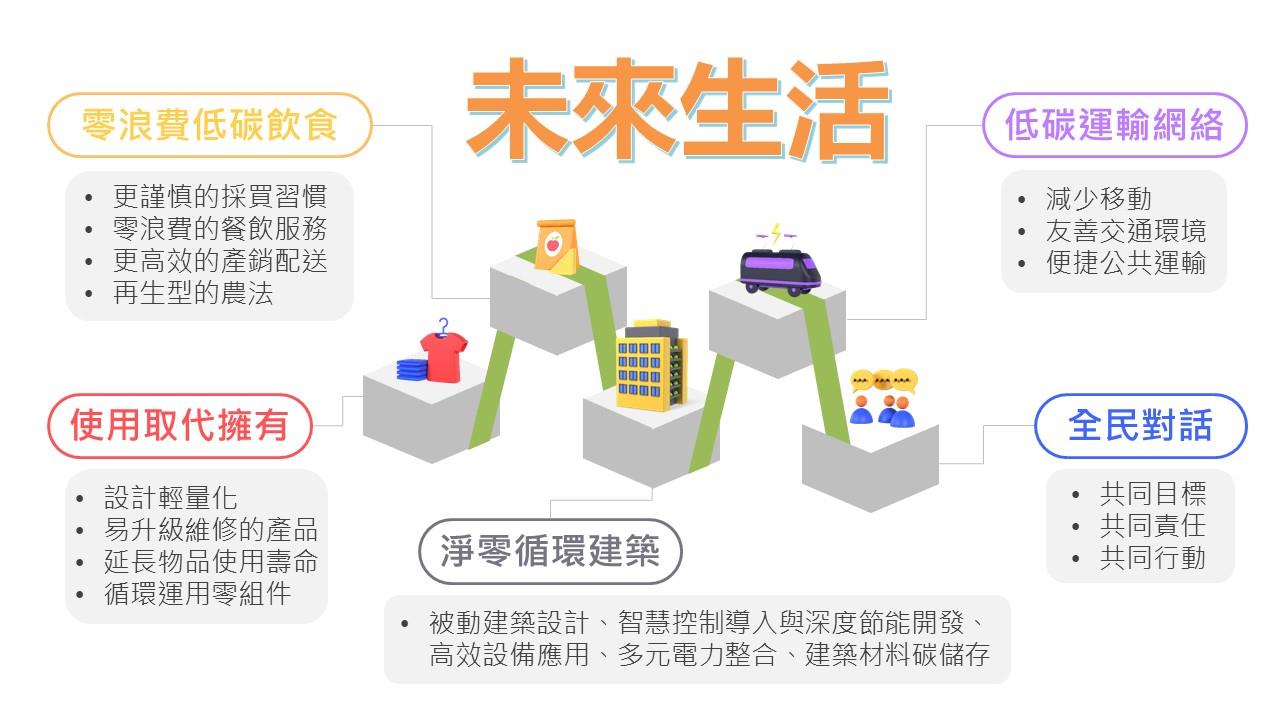 未來生活
零浪費低碳飲食
• 更謹慎的採買習慣
• 零浪費的餐飲服務
• 更高效的產銷配送
• 再生型的農法
使用取代擁有
• 設計輕量化
• 易升級維修的產品
• 延長物品使用壽命
• 循環運用零組件
淨零循環建築
• 被動建築設計、智慧控制導入與深度節能開發、
高效設備應用、多元電力整合、建築材料碳儲存
低碳運輸網絡
• 減少移動
• 友善交通環境
• 便捷公共運輸
全民對話
• 共同目標
• 共同責任
• 共同行動